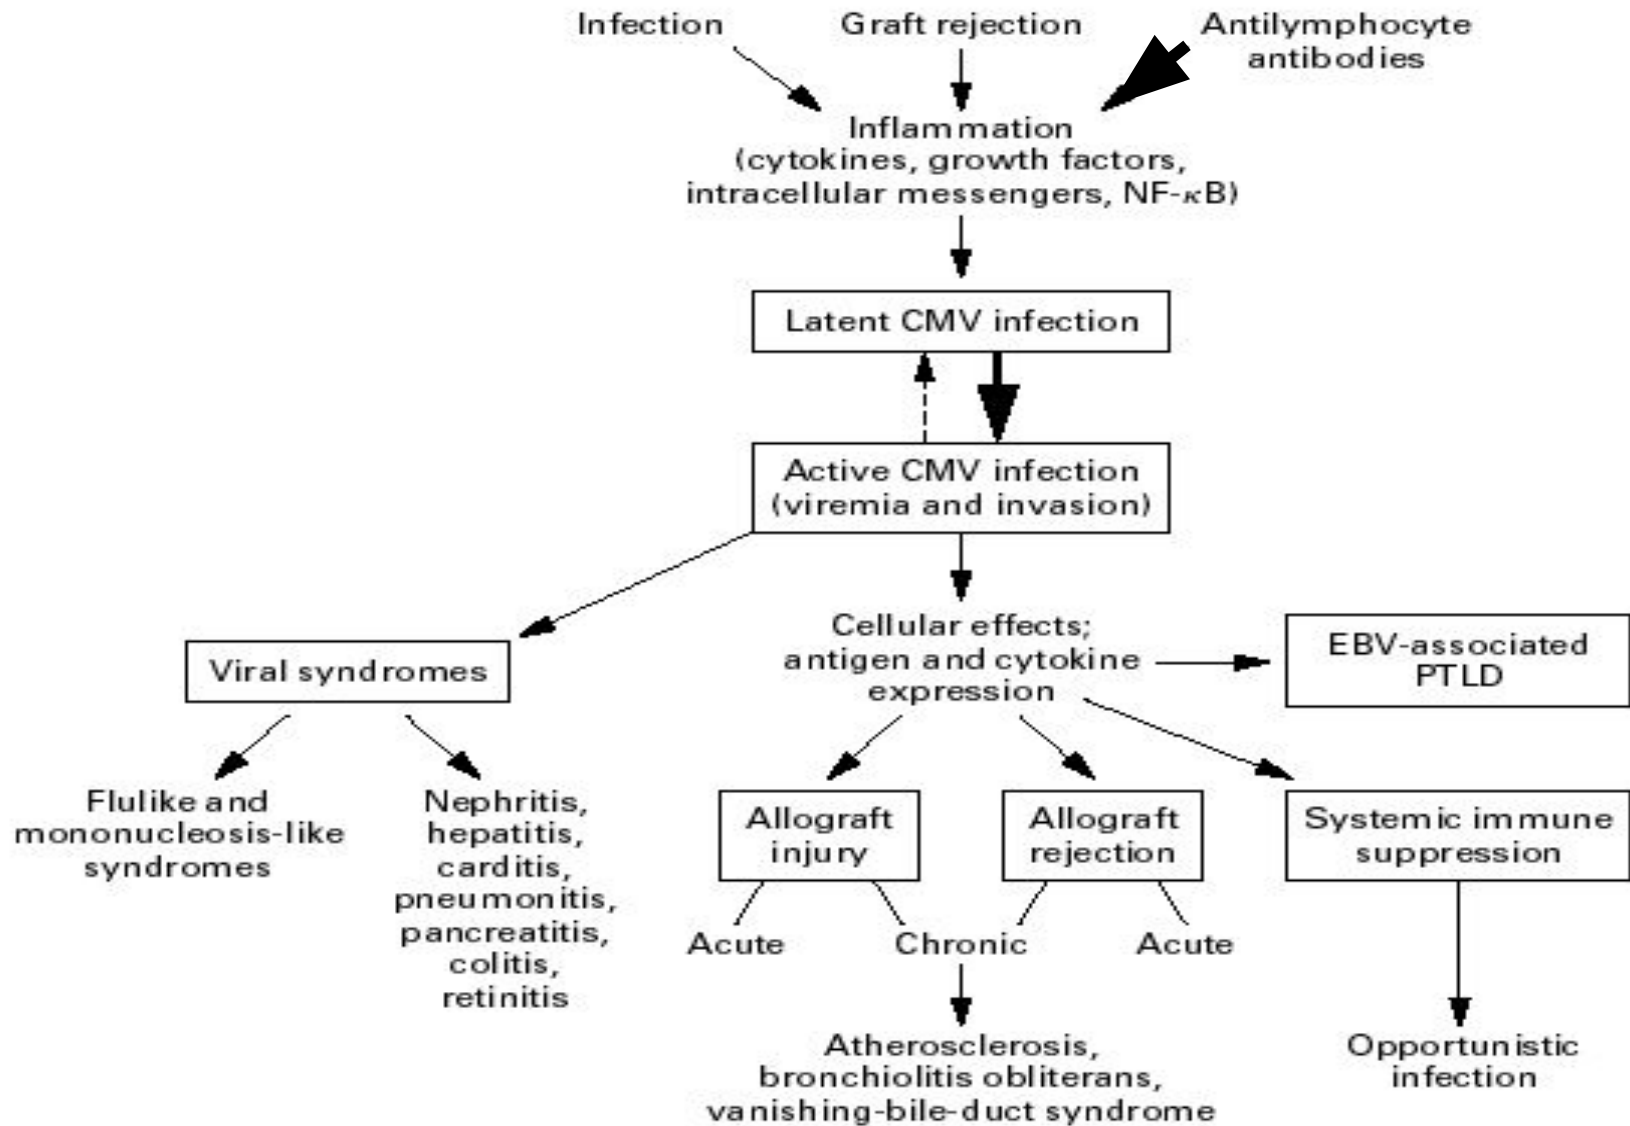 Infection
Graft rejection
Antilymphocyte
antibodies
Inflammation
(cytokines, growth factors,
intracellular messengers, NF-κB)
Latent CMV infection
Active CMV infection
(viremia and invasion)
Viral syndromes
Cellular effects;
antigen and cytokine
expression
EBV-associated
PTLD
Flulike and
mononucleosis-like
syndromes
Nephritis,
hepatitis,
carditis,
pneumonitis,
pancreatitis,
colitis,
retinitis
Allograft
injury
Allograft
rejection
Systemic immune
suppression
Acute
Chronic
Acute
Atherosclerosis,
bronchiolitis obliterans,
vanishing-bile-duct syndrome
Opportunistic
infection